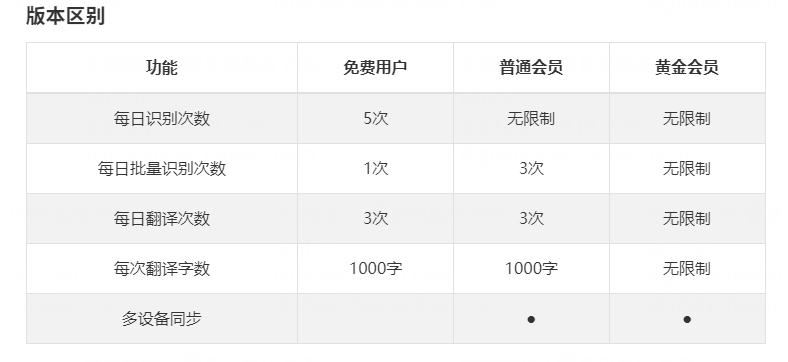 版本区别
功能 免费用户 普通会员 黄金会员
每日识别次数 5次 无限制 无限制
每日批量识别次数 1次 3次 无限制
每日翻译次数 3次 3次 无限制
每次翻译字数 1000字 1000字 无限制
多设备同步 ● ●